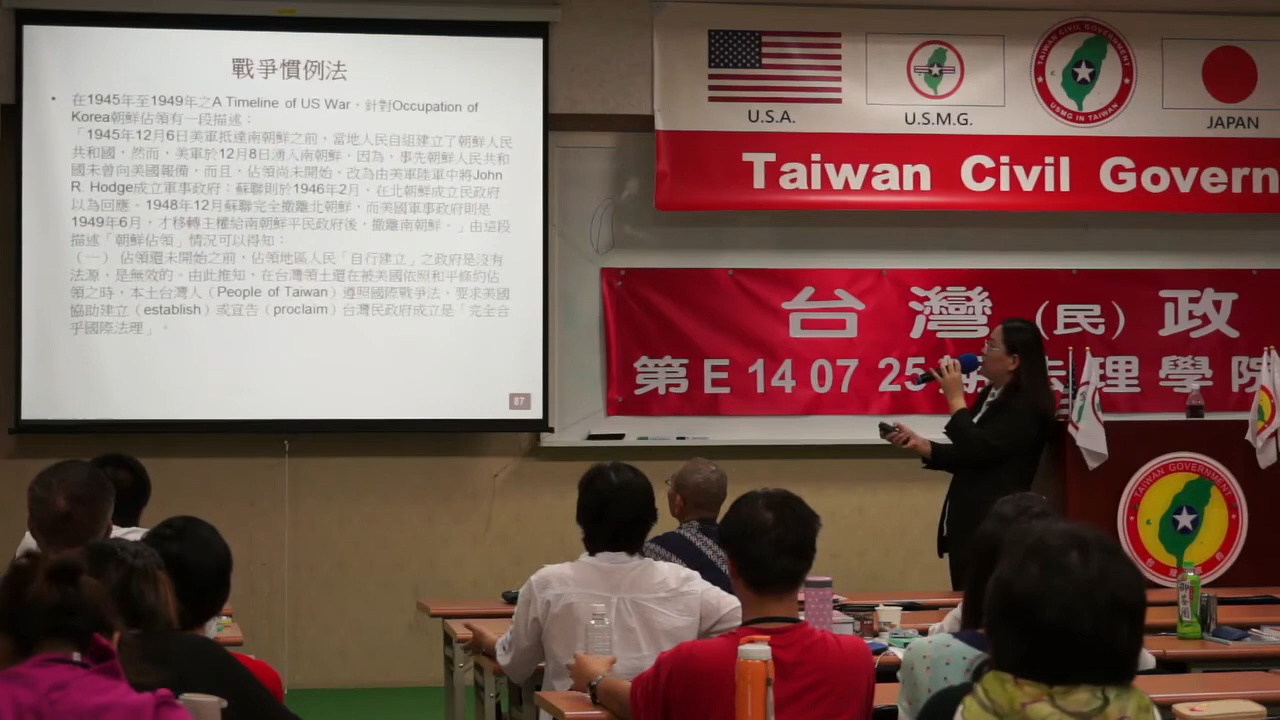 戰爭慣例法
• 在1945年至1949年之A Timeline of US War，針對Occupation of
Korea朝鮮佔領有一段描述：
「1945年12月6日美軍抵達南朝鮮之前，當地人民自組建立了朝鮮人民
共和國，然而，美軍於12月8日湧入南朝鮮，因為，事先朝鮮人民共和
國未曾向美國報備，而且，佔領尚未開始，改為由美軍陸軍中將John
R. Hodge成立軍事政府；蘇聯則於1946年2月，在北朝鮮成立民政府
以為回應。1948年12月蘇聯完全撤離北朝鮮，而美國軍事政府則是
1949年6月，才移轉主權給南朝鮮平民政府後，撤離南朝鮮。」由這段
描述「朝鮮佔領」情況可以得知：
（一） 佔領還未開始之前，佔領地區人民「自行建立」之政府是沒有
法源，是無效的。由此推知，在台灣領土還在被美國依照和平條約佔
領之時，本土台灣人（People of Taiwan）遵照國際戰爭法，要求美國
協助建立（establish）或宣告（proclaim）台灣民政府成立是「完全合
乎國際法理」。
87
U.S.A.
U.S.M.G.
TAIWAN CIVIL GOVERNMENT
USMG IN TAIWAN
JAPAN
Taiwan Civil Govern
台灣（民）政
第E 14 07 25 法理學院
TAIWAN GOVERNMENT